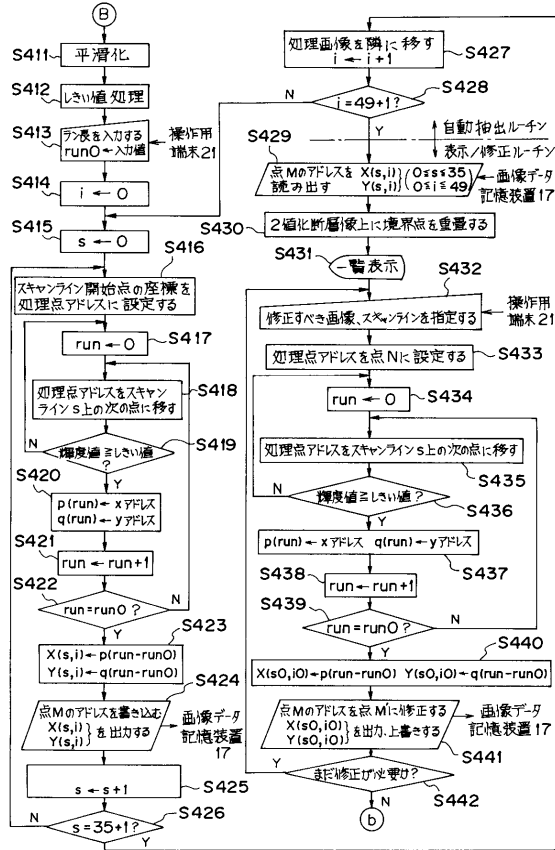 B
S411
平滑化
S412
しきい値処理
S413
ラン長を入力する
run0 ← 入力値
操作用
端末21
S414
i ← 0
S415
s ← 0
S416
スキャンライン開始点の座標を
処理点アドレスに設定する
S417
run ← 0
S418
処理点アドレスをスキャン
ラインs上の次の点に移す
S419
輝度値≧しきい値
?
N
Y
S420
p(run)← xアドレス
q(run)← yアドレス
S421
run ← run+1
S422
run=run0 ?
N
Y
S423
X(s,i)←p(run-run0)
Y(s,i)←q(run-run0)
S424
点Mのアドレスを書き込む
X(s,i)
Y(s,i)
}を出力する
画像データ
記憶装置
17
S425
s ← s+1
S426
s=35+1?
N
Y
S427
処理画像を隣に移す
i ← i+1
S428
i=49+1?
N
Y
自動抽出ルーチン
表示/修正ルーチン
S429
点Mのアドレスを
読み出す
X(s,i)
Y(s,i)
}(0≦s≦35
0≦i≦49)
画像データ
記憶装置17
S430
2値化断層像上に境界点を重畳する
S431
一覧表示
S432
修正すべき画像、スキャンラインを指定する
操作用
端末21
S433
処理点アドレスを点Nに設定する
S434
run ← 0
S435
処理点アドレスをスキャンラインs上の次の点に移す
S436
輝度値≧しきい値?
N
Y
S437
p(run)←xアドレス q(run)←yアドレス
S438
run←run+1
S439
run=run0?
N
Y
S440
X(s0,i0)←p(run-run0) Y(s0,i0)←q(run-run0)
S441
点Mのアドレスを点M'に修正する
X(s0,i0)
Y(s0,i0)
}を出力、上書きする
画像データ
記憶装置
17
S442
まだ修正が必要か?
Y
N
b